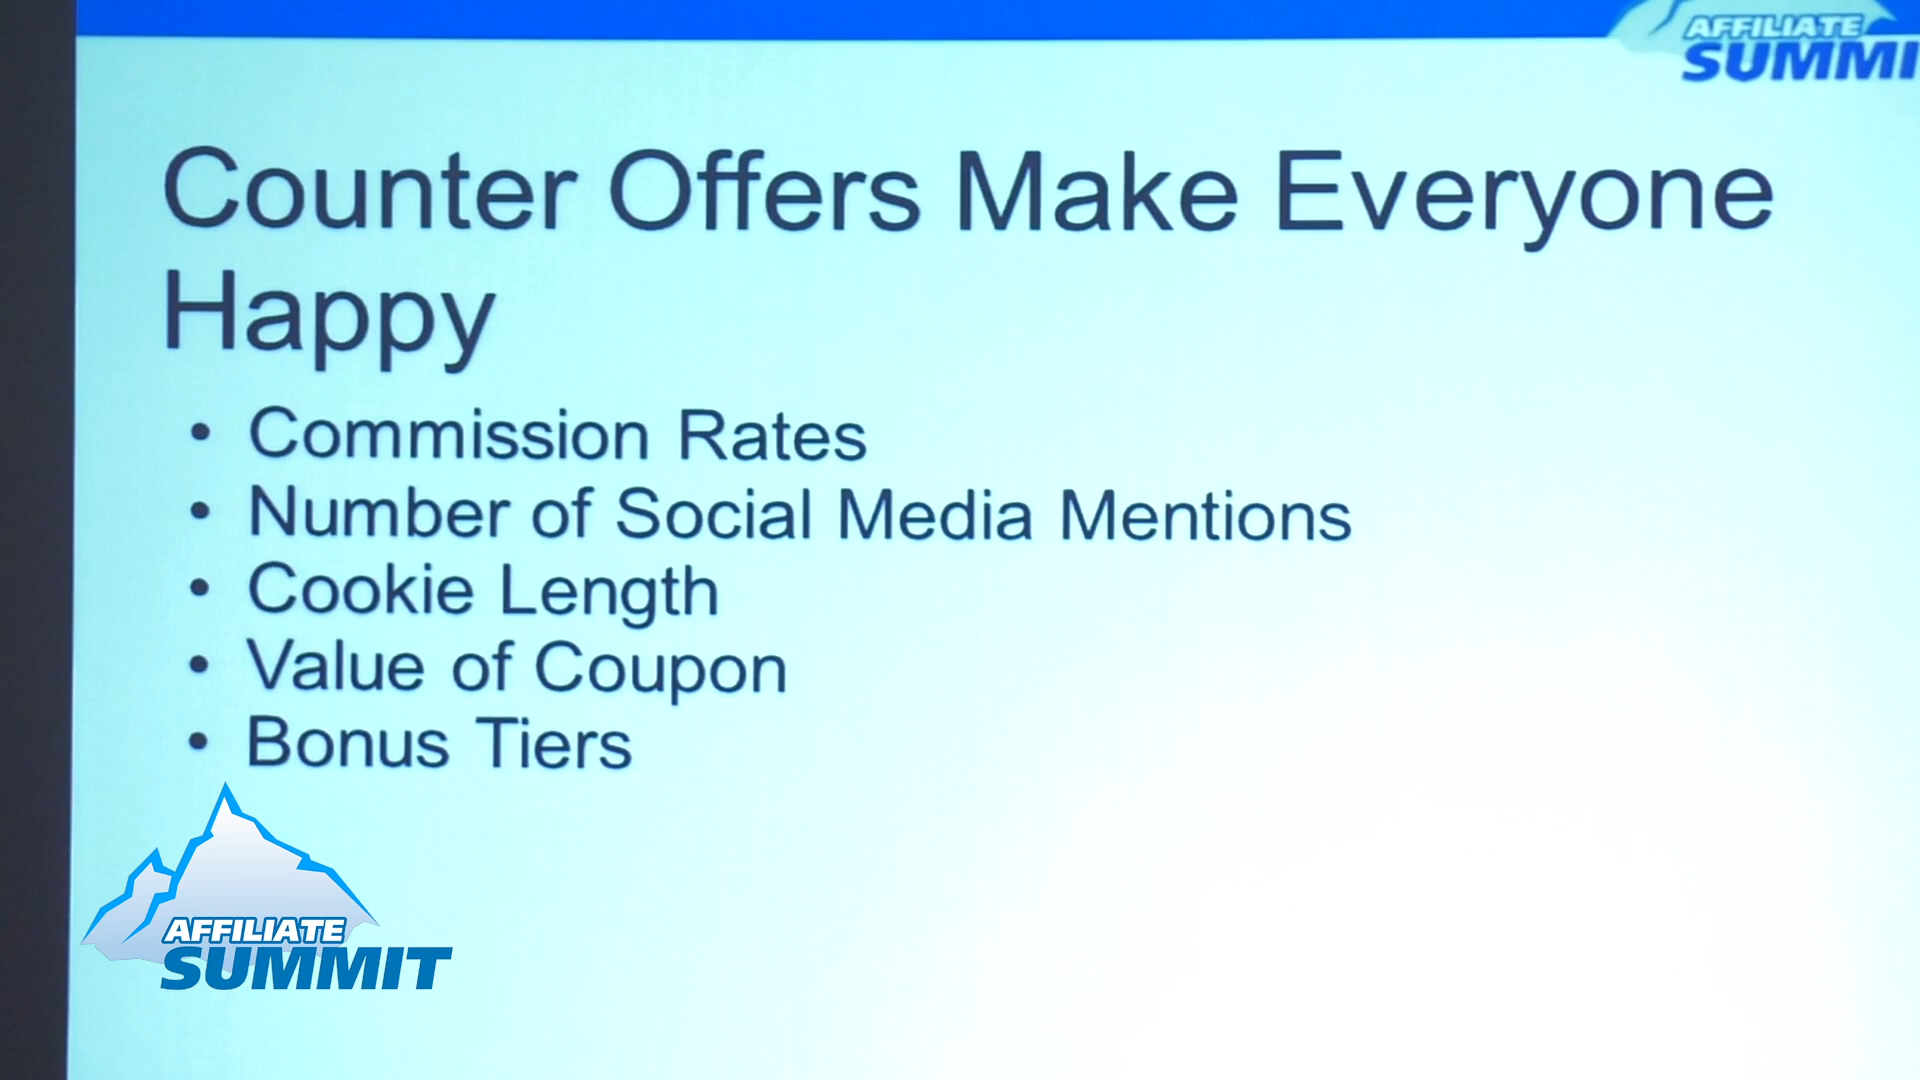 AFFILIATE
SUMMI
Counter Offers Make Everyone
Happy
• Commission Rates
• Number of Social Media Mentions
• Cookie Length
• Value of Coupon
• Bonus Tiers
AFFILIATE
SUMMIT